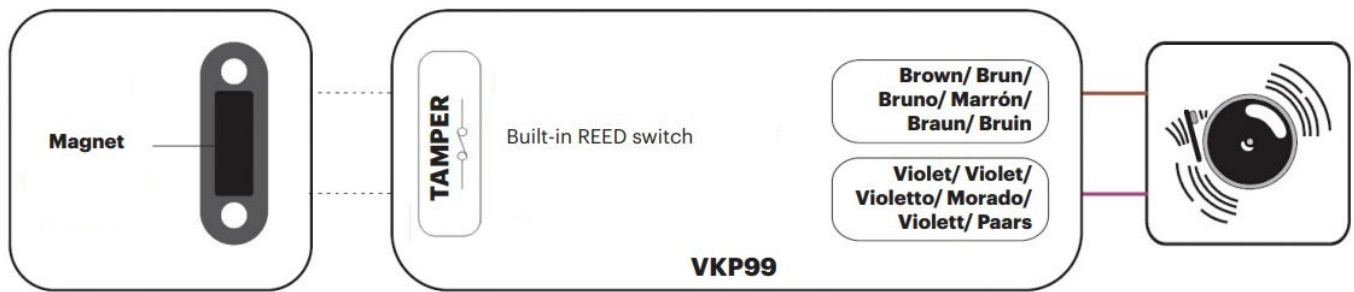 Magnet
TAMPER
Built-in REED switch
Brown/ Brun/
Bruno/ Marrón/
Braun/ Bruin
Violet/ Violet/
Violetto/ Morado/
Violett/ Paars
VKP99